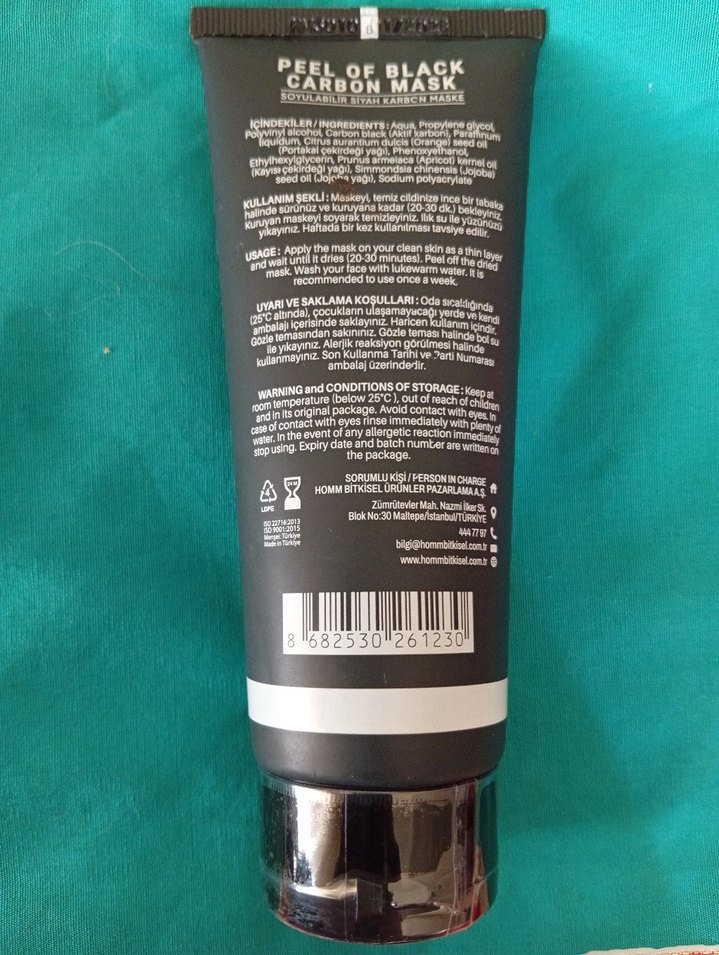 PEEL OF BLACK
CARBON MASK
SOYULABİLİR SİYAH KARBON MASKE
İÇİNDEKİLER / INGREDIENTS : Aqua, Propylene glycol,
Polyvinyl alcohol, Carbon black (Aktif karbon), Paraffinum
liquidum, Citrus aurantium dulcis (Orange) seed oil
(Portakal çekirdeği yağı), Phenoxyethanol,
Ethylhexylglycerin, Prunus armeiaca (Apricot) kernel oil
(Kayısı çekirdeği yağı), Simmondsia chinensis (Jojoba)
seed oil (Jojoba yağı), Sodium polyacrylate
KULLANIM ŞEKLİ : Maskeyi, temiz cildinize ince bir tabaka
halinde sürünüz ve kuruyana kadar (20-30 dk.) bekleyiniz.
Kuruyan maskeyi soyarak temizleyiniz. Ilık su ile yüzünüzü
yıkayınız. Haftada bir kez kullanılması tavsiye edilir.
USAGE : Apply the mask on your clean skin as a thin layer
and wait until it dries (20-30 minutes). Peel off the dried
mask. Wash your face with lukewarm water. It is
recommended to use once a week.
UYARI VE SAKLAMA KOŞULLARI : Oda sıcaklığında
(25°C altında), çocukların ulaşamayacağı yerde ve kendi
ambalajı içerisinde saklayınız. Haricen kullanım içindir.
Gözle temasından sakınınız. Gözle teması halinde bol su
ile yıkayınız. Alerjik reaksiyon görülmesi halinde
kullanmayınız. Son Kullanma Tarihi ve Parti Numarası
ambalaj üzerindedir.
WARNING and CONDITIONS OF STORAGE : Keep at
room temperature (below 25°C ), out of reach of children
and in its original package. Avoid contact with eyes. In
case of contact with eyes rinse immediately with plenty of
water. In the event of any allergetic reaction immediately
stop using. Expiry date and batch number are written on
the package.
4
LDPE
24 M
ISO 22716:2013
ISO 9001:2015
Menşei: Türkiye
Made in Türkiye
SORUMLU KİŞİ / PERSON IN CHARGE
HOMM BİTKİSEL ÜRÜNLER PAZARLAMA A.Ş.
Zümrütevler Mah. Nazmi İlker Sk.
Blok No:30 Maltepe/İstanbul/TÜRKİYE
444 77 97
bilgi@hommbitkisel.com.tr
www.hommbitkisel.com.tr
8 682530 261230